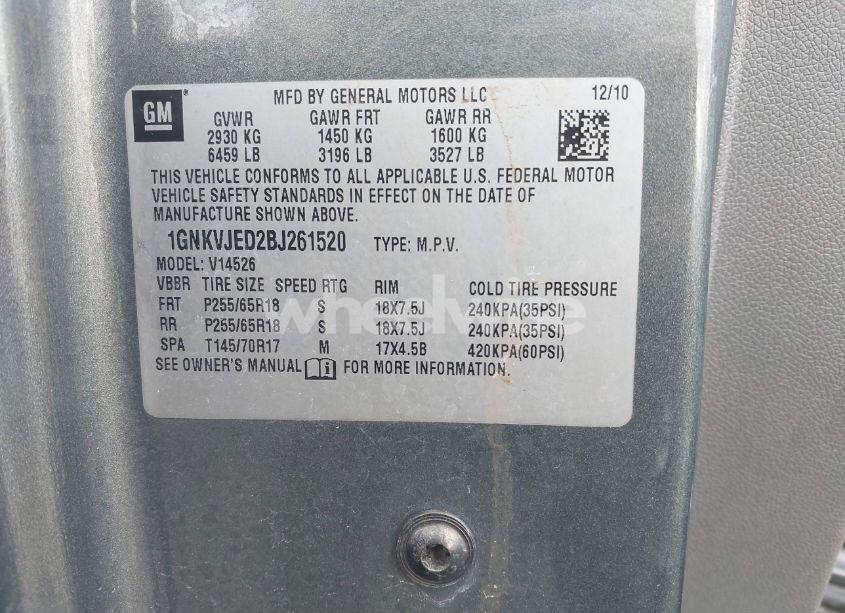 GM
MFD BY GENERAL MOTORS LLC 12/10
GVWR GAWR FRT GAWR RR
2930 KG 1450 KG 1600 KG
6459 LB 3196 LB 3527 LB
THIS VEHICLE CONFORMS TO ALL APPLICABLE U.S. FEDERAL MOTOR
VEHICLE SAFETY STANDARDS IN EFFECT ON THE DATE OF
MANUFACTURE SHOWN ABOVE.
1GNKVJED2BJ261520 TYPE: M.P.V.
MODEL: V14526
VBBR TIRE SIZE SPEED RTG RIM COLD TIRE PRESSURE
FRT P255/65R18 S 18X7.5J 240KPA(35PSI)
RR P255/65R18 S 18X7.5J 240KPA(35PSI)
SPA T145/70R17 M 17X4.5B 420KPA(60PSI)
SEE OWNER'S MANUAL FOR MORE INFORMATION.